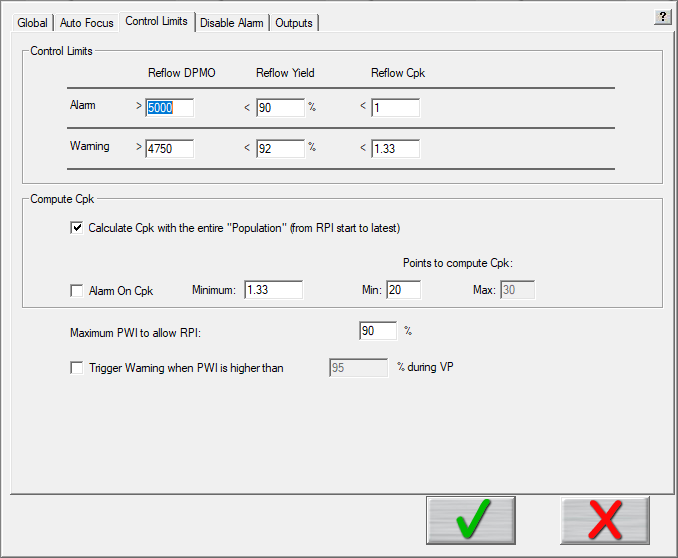 Global Auto Focus Control Limits Disable Alarm Outputs ?
Control Limits
Reflow DPMO Reflow Yield Reflow Cpk
Alarm > 5000 < 90 % < 1
Warning > 4750 < 92 % < 1.33
Compute Cpk
Calculate Cpk with the entire "Population" (from RPI start to latest)
Points to compute Cpk:
Alarm On Cpk Minimum: 1.33 Min: 20 Max: 30
Maximum PWI to allow RPI: 90 %
Trigger Warning when PWI is higher than 95 % during VP